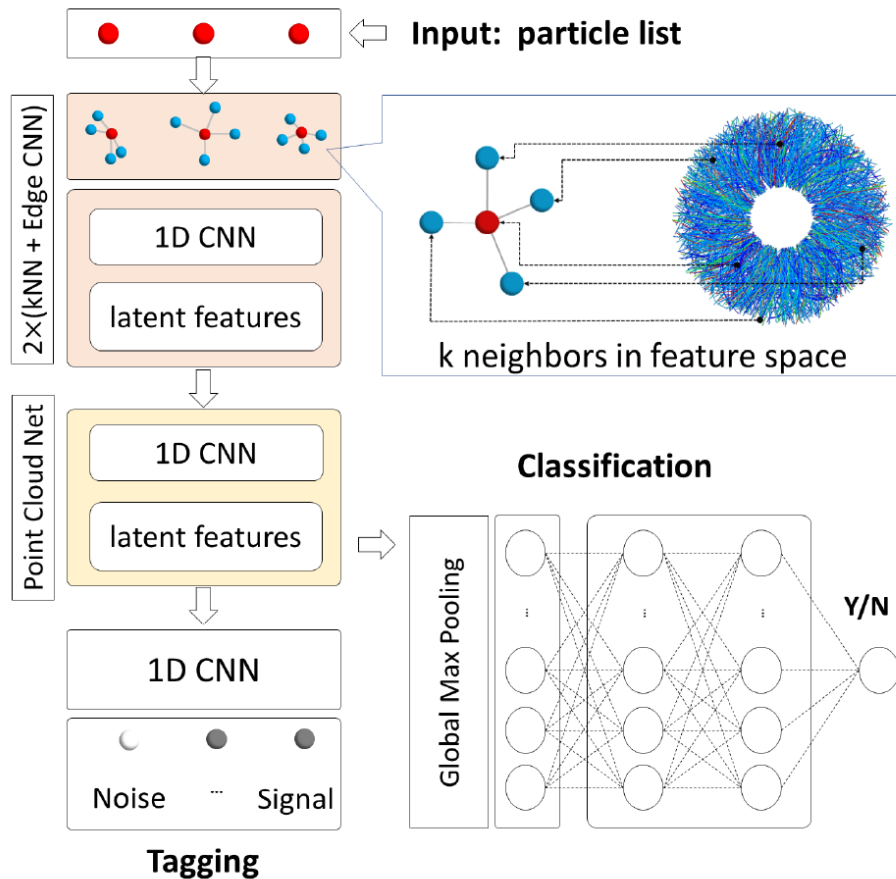 Input: particle list
2×(kNN + Edge CNN)
1D CNN
latent features
k neighbors in feature space
Point Cloud Net
1D CNN
latent features
Classification
Global Max Pooling
...
...
...
Y/N
1D CNN
Noise ... Signal
Tagging